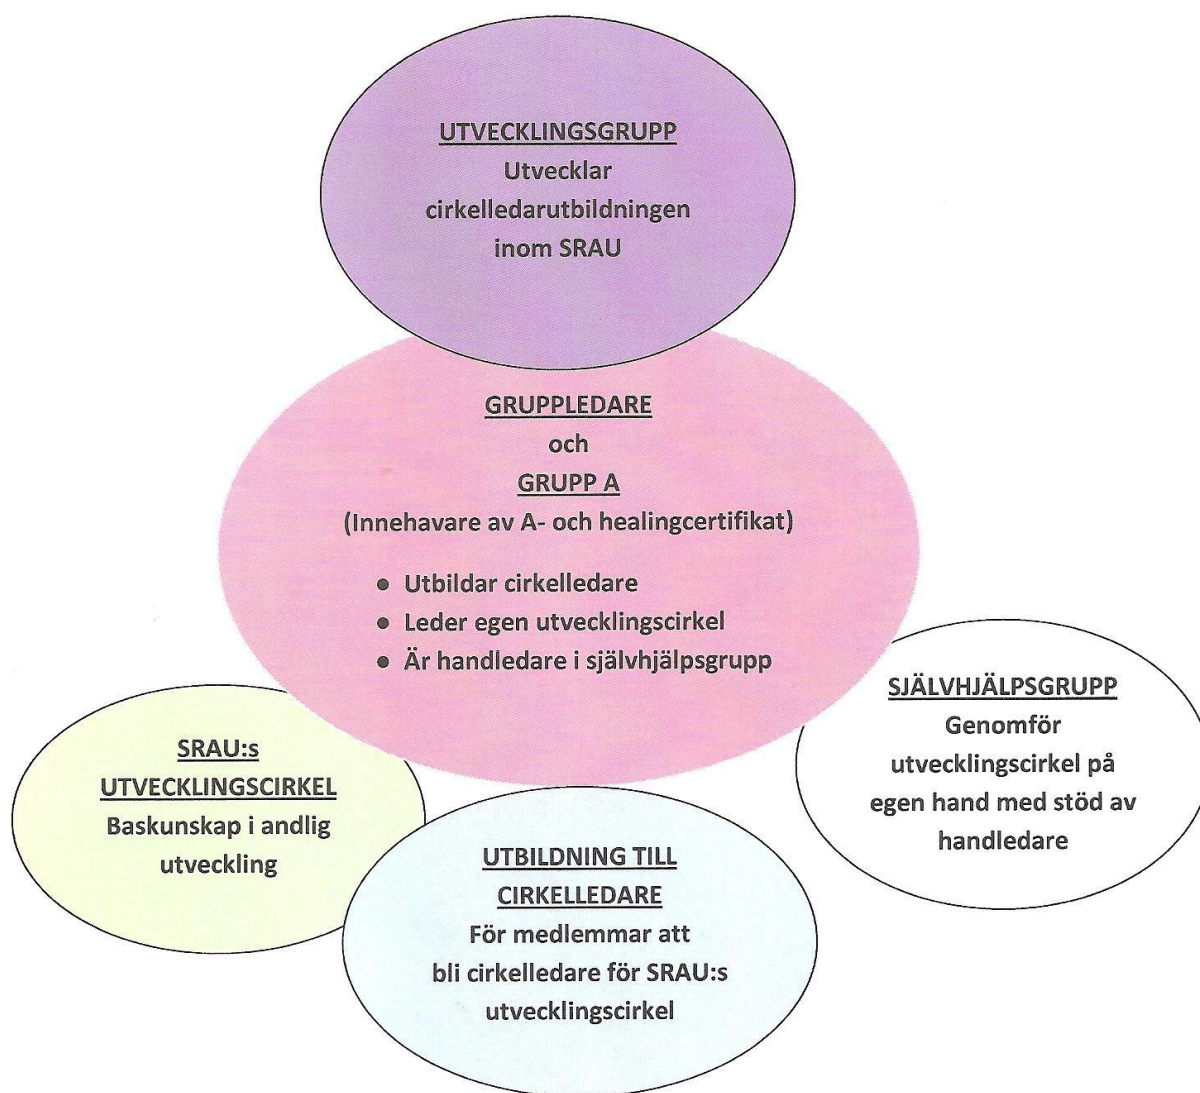 UTVECKLINGSGRUPP
Utvecklar
cirkelledarutbildningen
inom SRAU
GRUPPLEDARE
och
GRUPP A
(Innehavare av A- och healingcertifikat)
● Utbildar cirkelledare
● Leder egen utvecklingscirkel
● Är handledare i självhjälpsgrupp
SRAU:s
UTVECKLINGSCIRKEL
Baskunskap i andlig
utveckling
UTBILDNING TILL
CIRKELLEDARE
För medlemmar att
bli cirkelledare för SRAU:s
utvecklingscirkel
SJÄLVHJÄLPSGRUPP
Genomför
utvecklingscirkel på
egen hand med stöd av
handledare